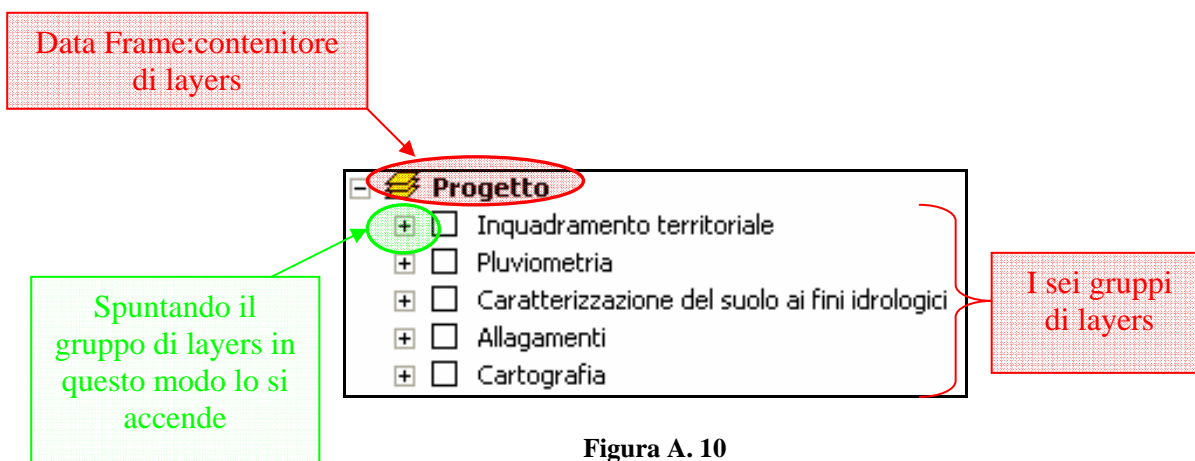 Data Frame:contenitore
di layers
Progetto
Inquadramento territoriale
Pluviometria
Caratterizzazione del suolo ai fini idrologici
Allagamenti
Cartografia
I sei gruppi
di layers
Spuntando il
gruppo di layers in
questo modo lo si
accende
Figura A. 10